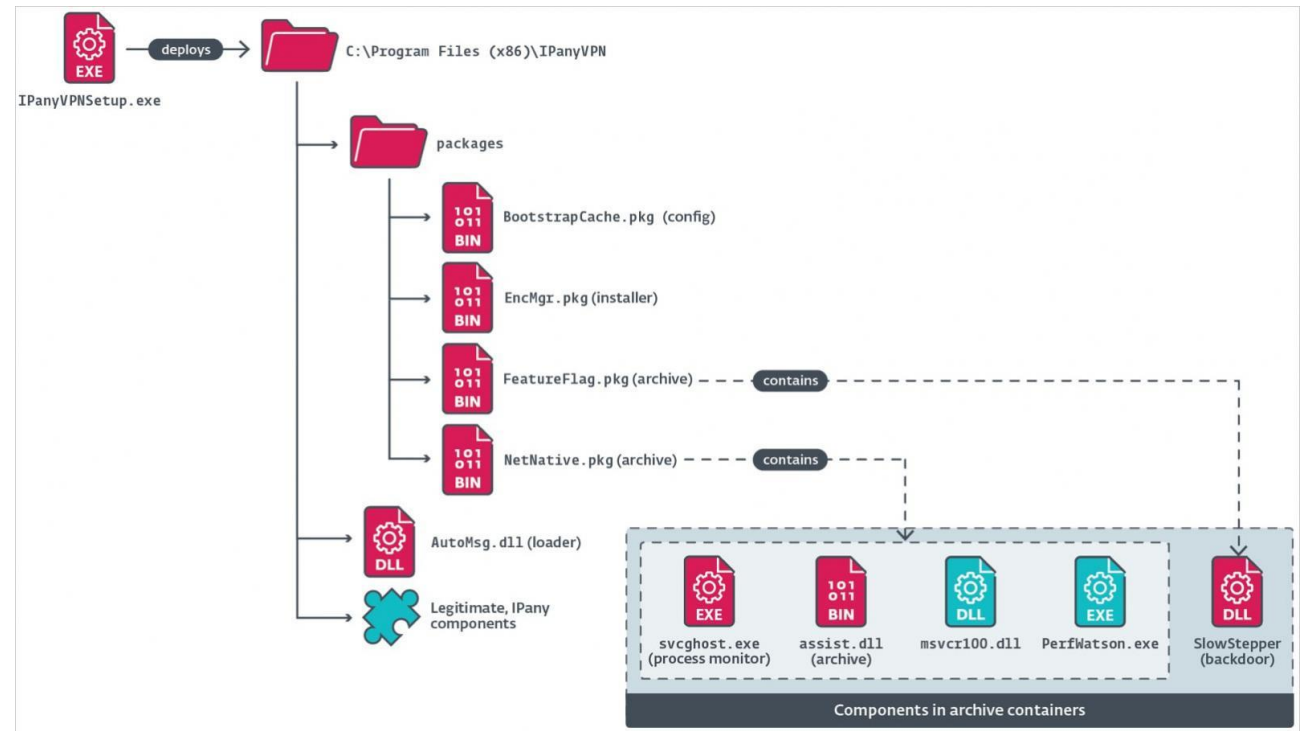 EXE
deploys
C:\Program Files (x86)\IPanyVPN
IPanyVPNSetup.exe
packages
101
011
BIN
BootstrapCache.pkg (config)
101
011
BIN
EncMgr.pkg (installer)
101
011
BIN
FeatureFlag.pkg (archive)
contains
101
011
BIN
NetNative.pkg (archive)
contains
DLL
AutoMsg.dll (loader)
Legitimate, IPany
components
EXE
svcghost.exe
(process monitor)
101
011
BIN
assist.dll
(archive)
DLL
msvcr100.dll
EXE
PerfWatson.exe
DLL
SlowStepper
(backdoor)
Components in archive containers